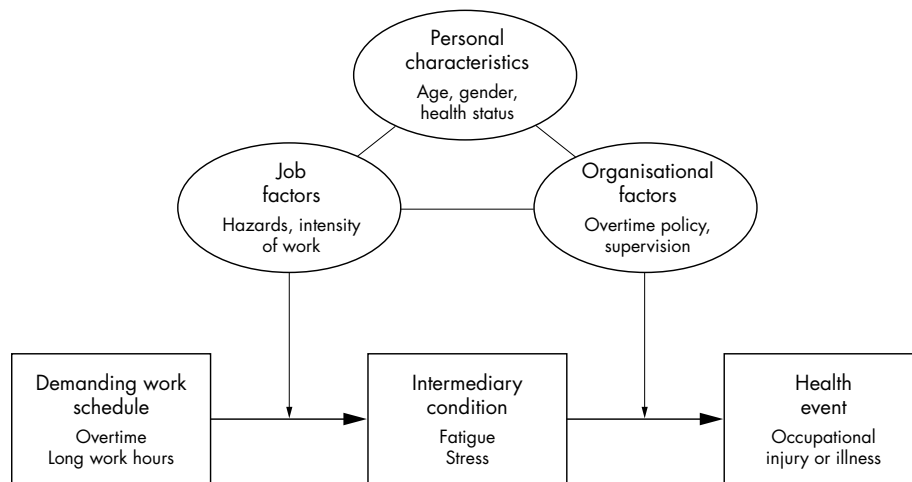 Personal
characteristics
Age, gender,
health status
Job
factors
Hazards, intensity
of work
Organisational
factors
Overtime policy,
supervision
Demanding work
schedule
Overtime
Long work hours
Intermediary
condition
Fatigue
Stress
Health
event
Occupational
injury or illness